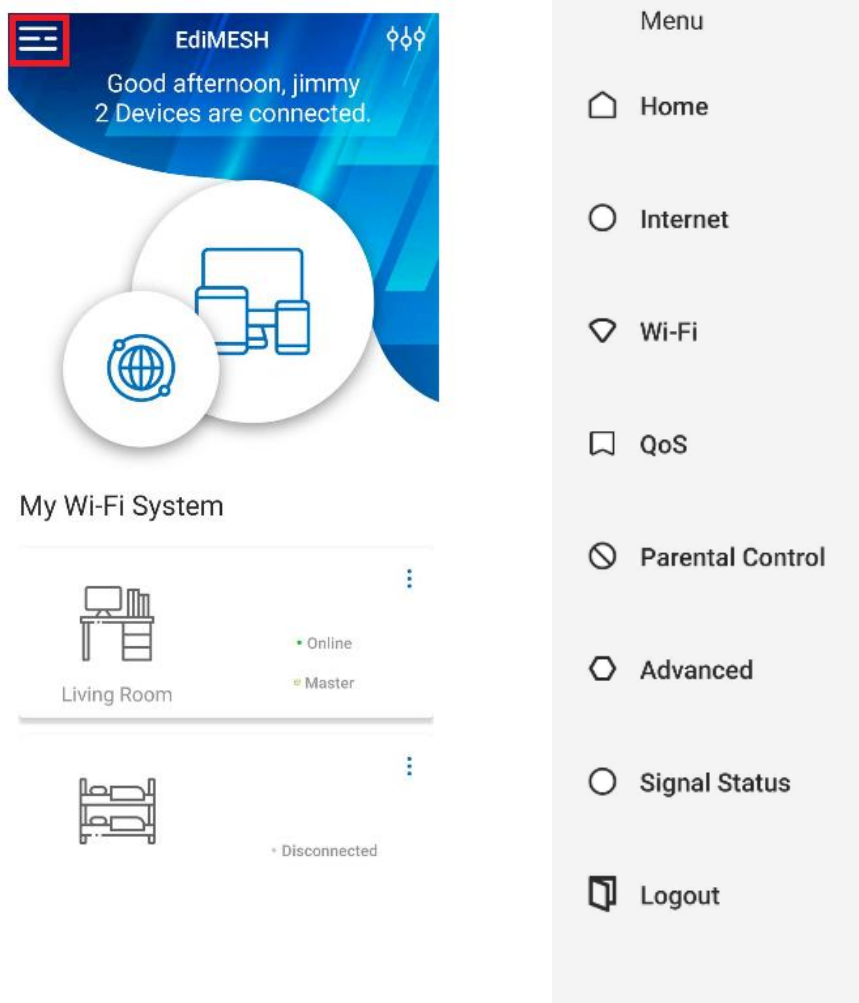 EdiMESH
Good afternoon, jimmy
2 Devices are connected.
My Wi-Fi System
Online
Living Room
Master
Disconnected
Menu
Home
Internet
Wi-Fi
QoS
Parental Control
Advanced
Signal Status
Logout